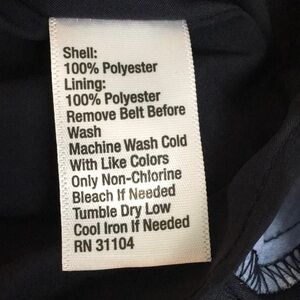 Shell:
100% Polyester
Lining:
100% Polyester
Remove Belt Before
Wash
Machine Wash Cold
With Like Colors
Only Non-Chlorine
Bleach If Needed
Tumble Dry Low
Cool Iron If Needed
RN 31104